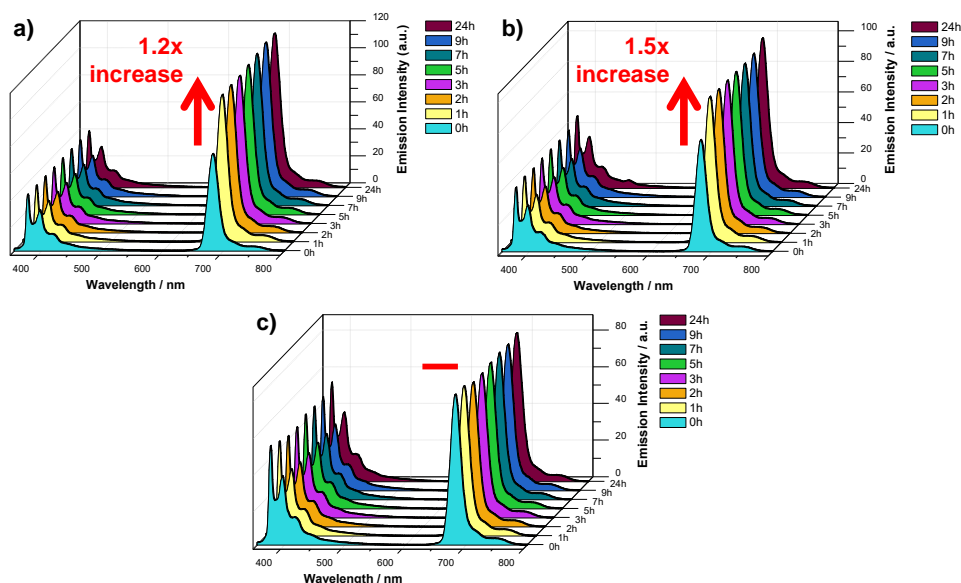 a)
1.2x
increase
120
100
80
60
40
20
0
Emission Intensity (a.u.)
24h
9h
7h
5h
3h
2h
1h
0h
24h
9h
7h
5h
3h
2h
1h
0h
400
500
600
700
800
Wavelength / nm
b)
1.5x
increase
100
80
60
40
20
0
Emission Intensity / a.u.
24h
9h
7h
5h
3h
2h
1h
0h
24h
9h
7h
5h
3h
2h
1h
0h
400
500
600
700
800
Wavelength / nm
c)
80
60
40
20
0
Emission Intensity / a.u.
24h
9h
7h
5h
3h
2h
1h
0h
24h
9h
7h
5h
3h
2h
1h
0h
400
500
600
700
800
Wavelength / nm